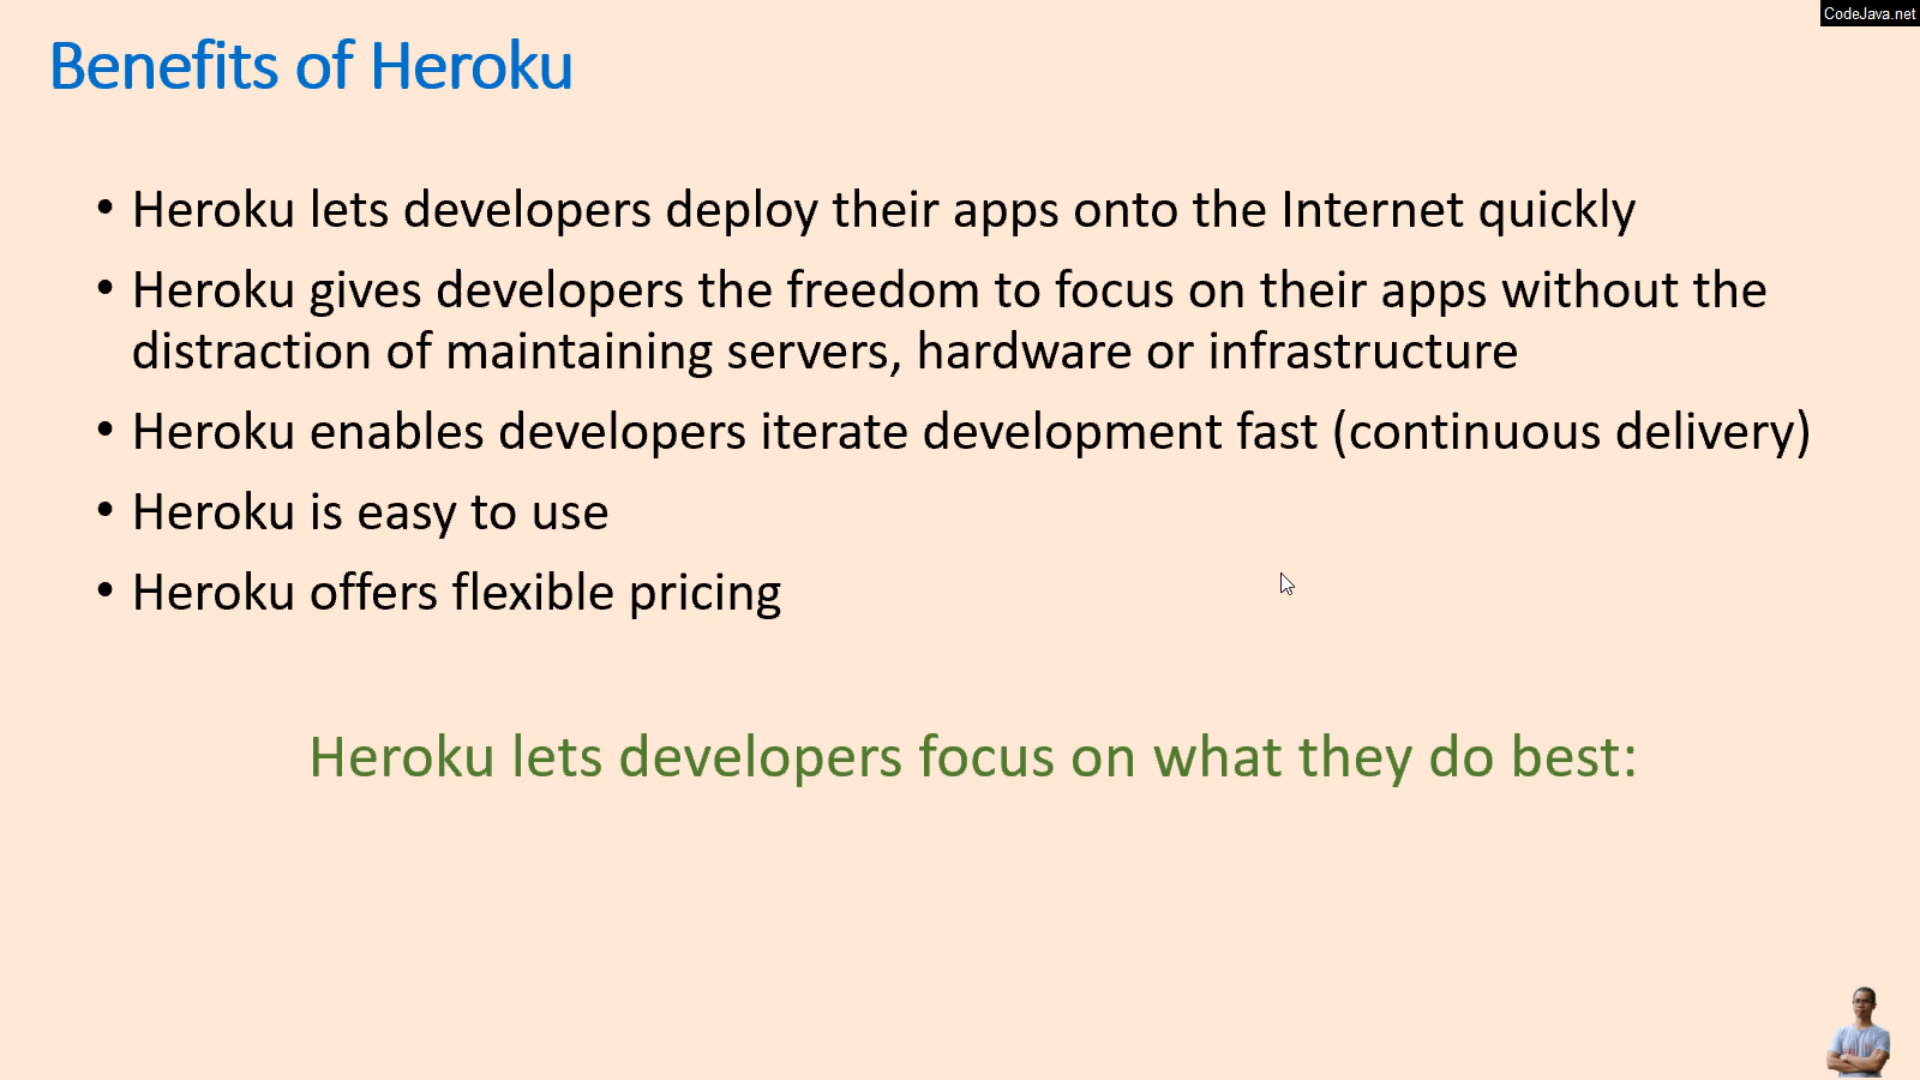 CodeJava.net
Benefits of Heroku
• Heroku lets developers deploy their apps onto the Internet quickly
• Heroku gives developers the freedom to focus on their apps without the
distraction of maintaining servers, hardware or infrastructure
• Heroku enables developers iterate development fast (continuous delivery)
• Heroku is easy to use
• Heroku offers flexible pricing
Heroku lets developers focus on what they do best: